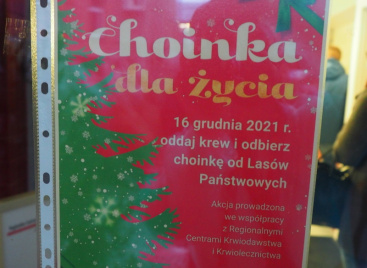 Choinka
dla życia
16 grudnia 2021 r.
oddaj krew i odbierz
choinkę od Lasów
Państwowych
Akcja prowadzona
we współpracy
z Regionalnymi
Centrami Krwiodawstwa
i Krwiolecznictwa